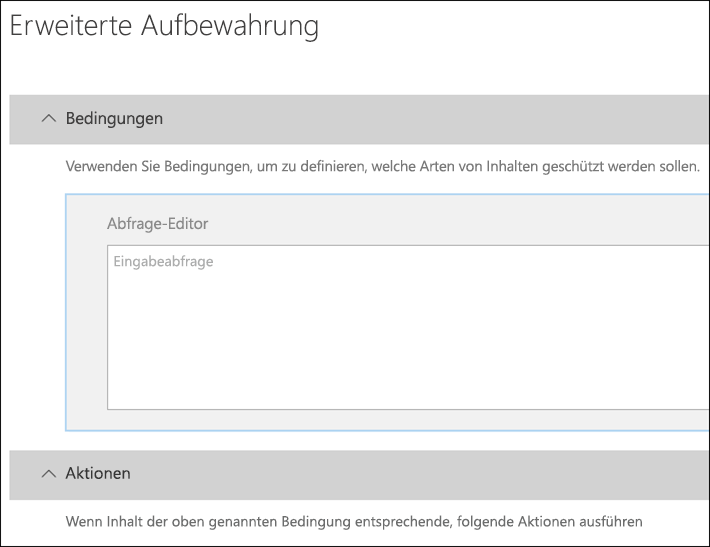 Erweiterte Aufbewahrung
Bedingungen
Verwenden Sie Bedingungen, um zu definieren, welche Arten von Inhalten geschützt werden sollen.
Abfrage-Editor
Eingabeabfrage
Aktionen
Wenn Inhalt der oben genannten Bedingung entsprechende, folgende Aktionen ausführen